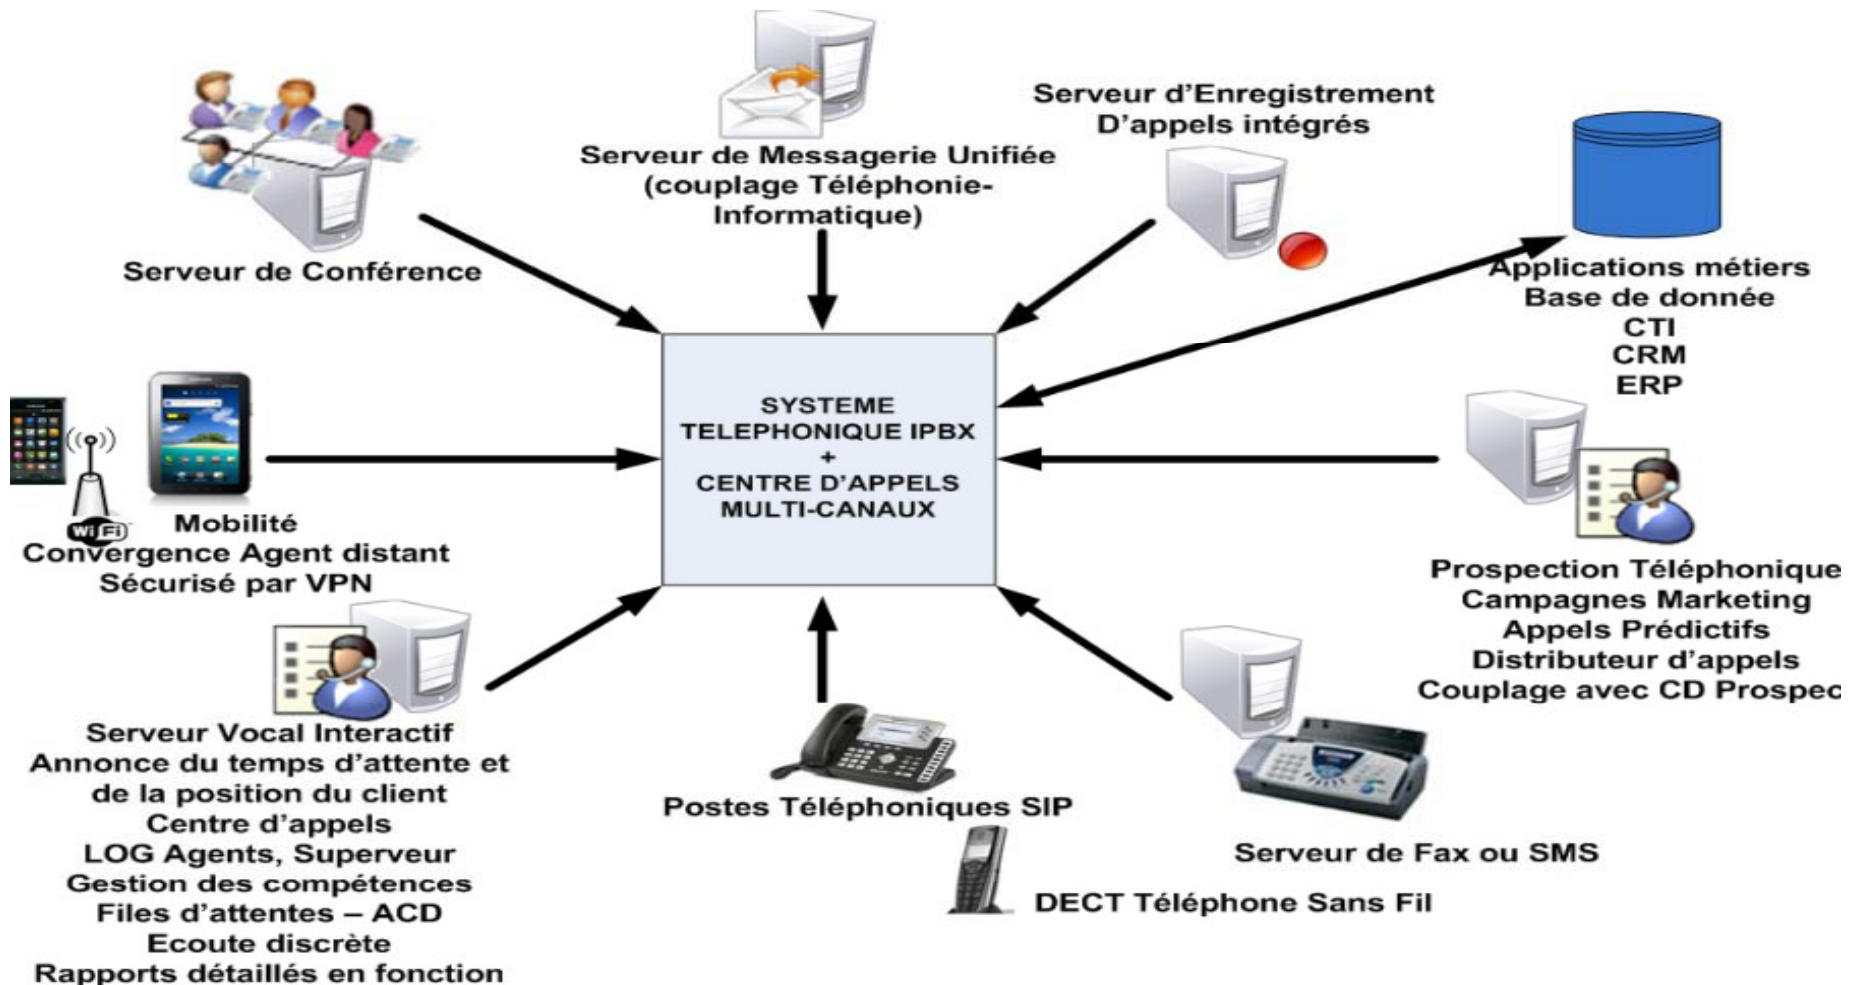 Serveur de Messagerie Unifiée
(couplage Téléphonie-
Informatique)
Serveur d'Enregistrement
D'appels intégrés
Serveur de Conférence
Applications métiers
Base de donnée
CTI
CRM
ERP
SYSTEME
TELEPHONIQUE IPBX
+
CENTRE D'APPELS
MULTI-CANAUX
WiFi
Mobilité
Convergence Agent distant
Sécurisé par VPN
Prospection Téléphonique
Campagnes Marketing
Appels Prédictifs
Distributeur d'appels
Couplage avec CD Prospec
Serveur Vocal Interactif
Annonce du temps d'attente et
de la position du client
Centre d'appels
LOG Agents, Superveur
Gestion des compétences
Files d'attentes – ACD
Ecoute discrète
Rapports détaillés en fonction
Postes Téléphoniques SIP
DECT Téléphone Sans Fil
Serveur de Fax ou SMS